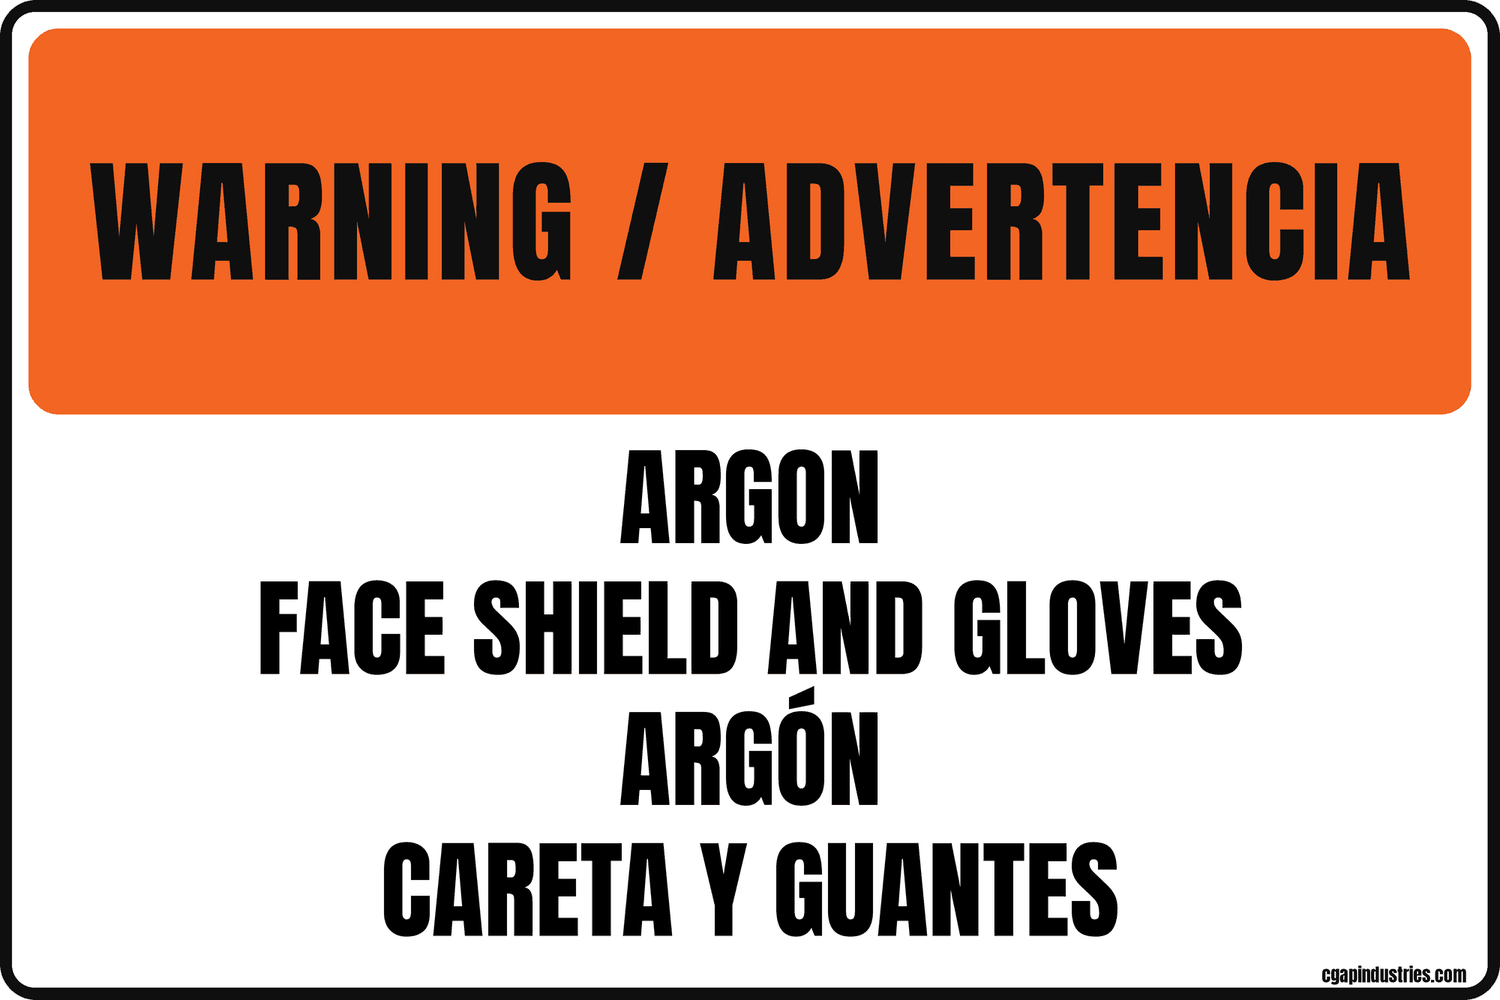 WARNING / ADVERTENCIA
ARGON
FACE SHIELD AND GLOVES
ARGÓN
CARETA Y GUANTES
cgapindustries.com